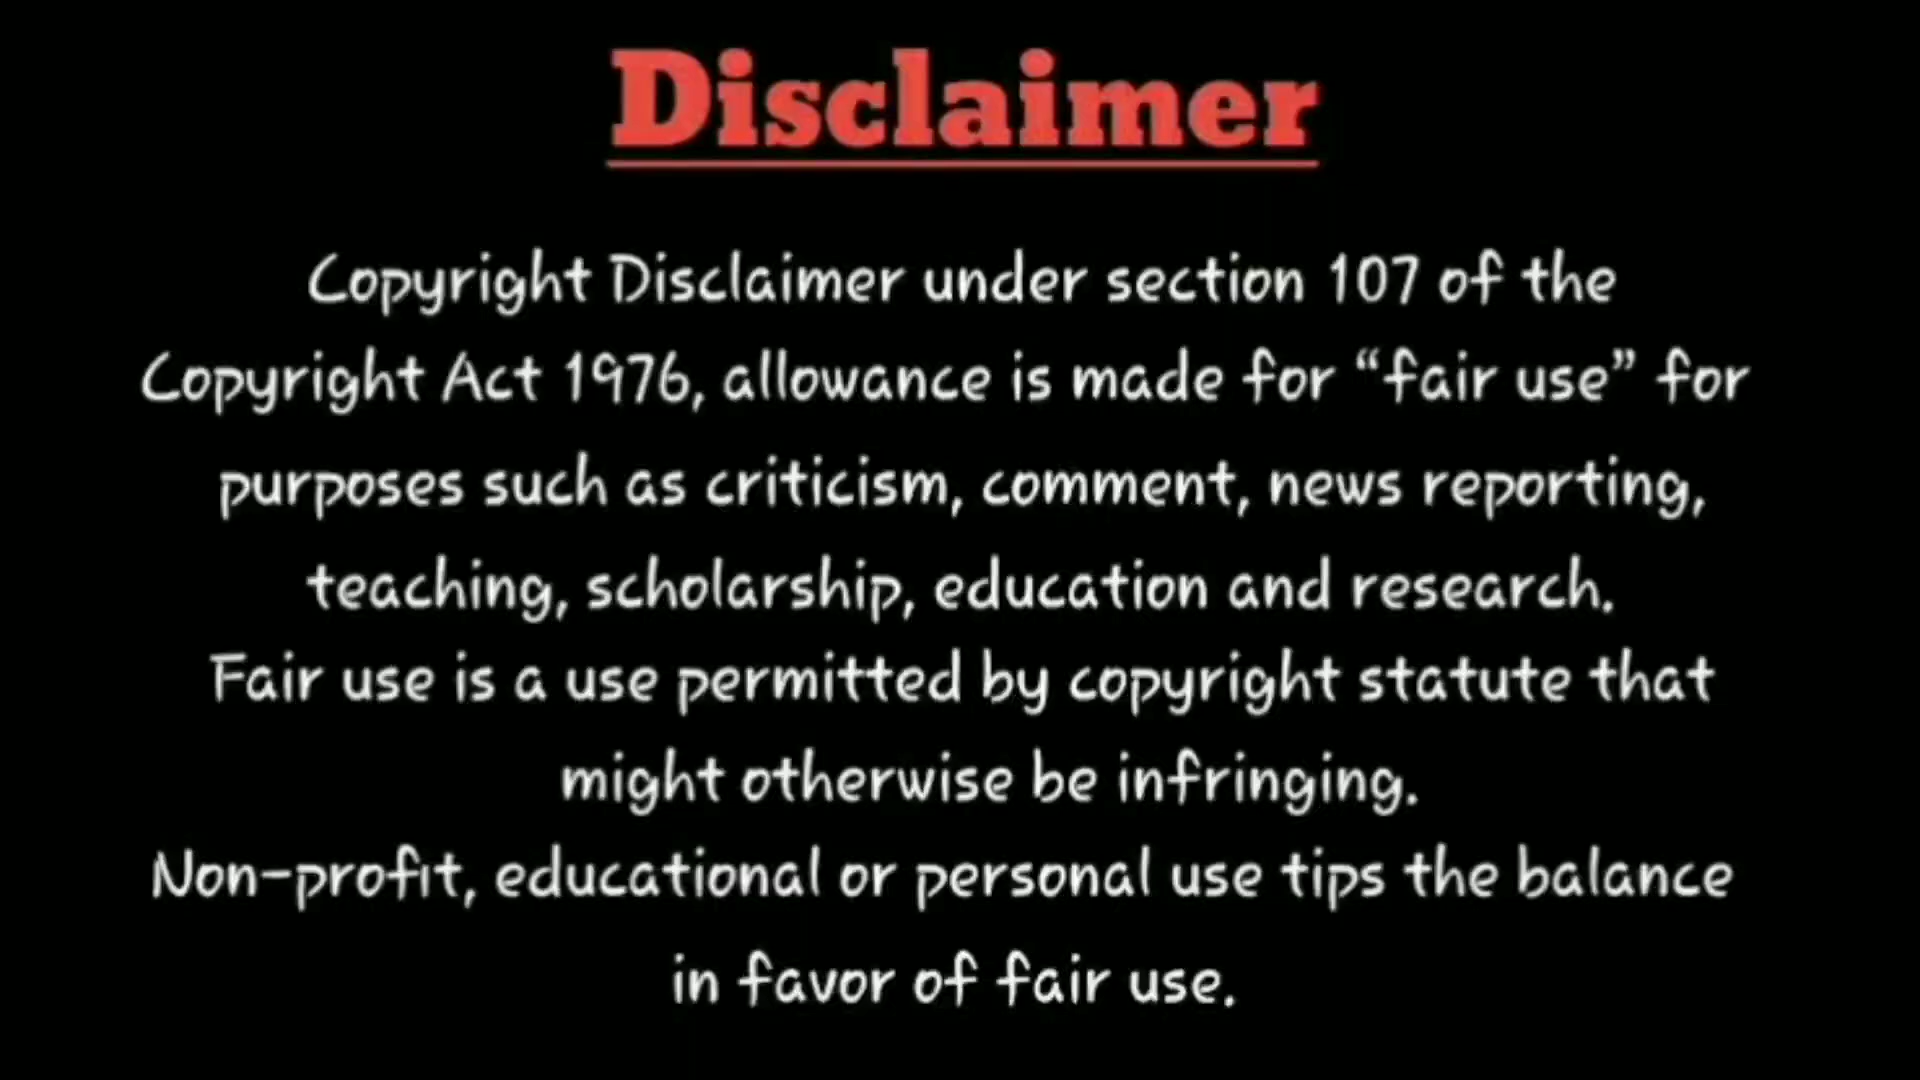 Disclaimer
Copyright Disclaimer under section 107 of the
Copyright Act 1976, allowance is made for “fair use” for
purposes such as criticism, comment, news reporting,
teaching, scholarship, education and research.
Fair use is a use permitted by copyright statute that
might otherwise be infringing.
Non-profit, educational or personal use tips the balance
in favor of fair use.